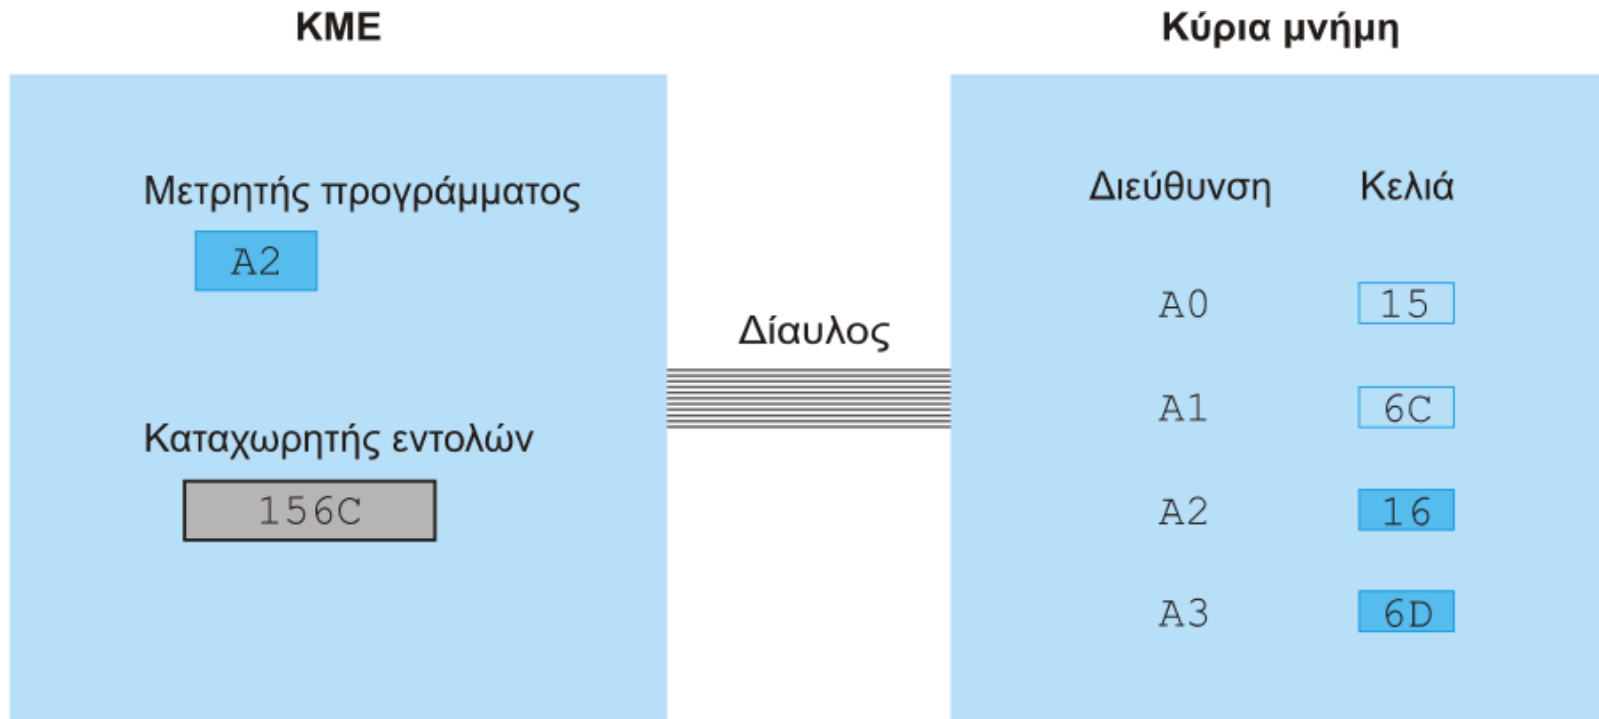 ΚΜΕ
Μετρητής προγράμματος
A2
Καταχωρητής εντολών
156C
Δίαυλος
Κύρια μνήμη
Διεύθυνση Κελιά
A0 15
A1 6C
A2 16
A3 6D